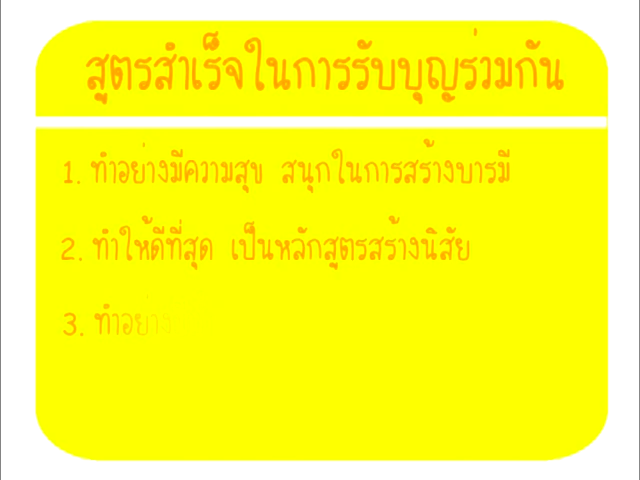 สูตรสำเร็จในการรับบุญร่วมกัน
1. ทำอย่างมีความสุข สนุกในการสร้างบารมี
2. ทำให้ดีที่สุด เป็นหลักสูตรสร้างนิสัย
3. ทำอย่าง